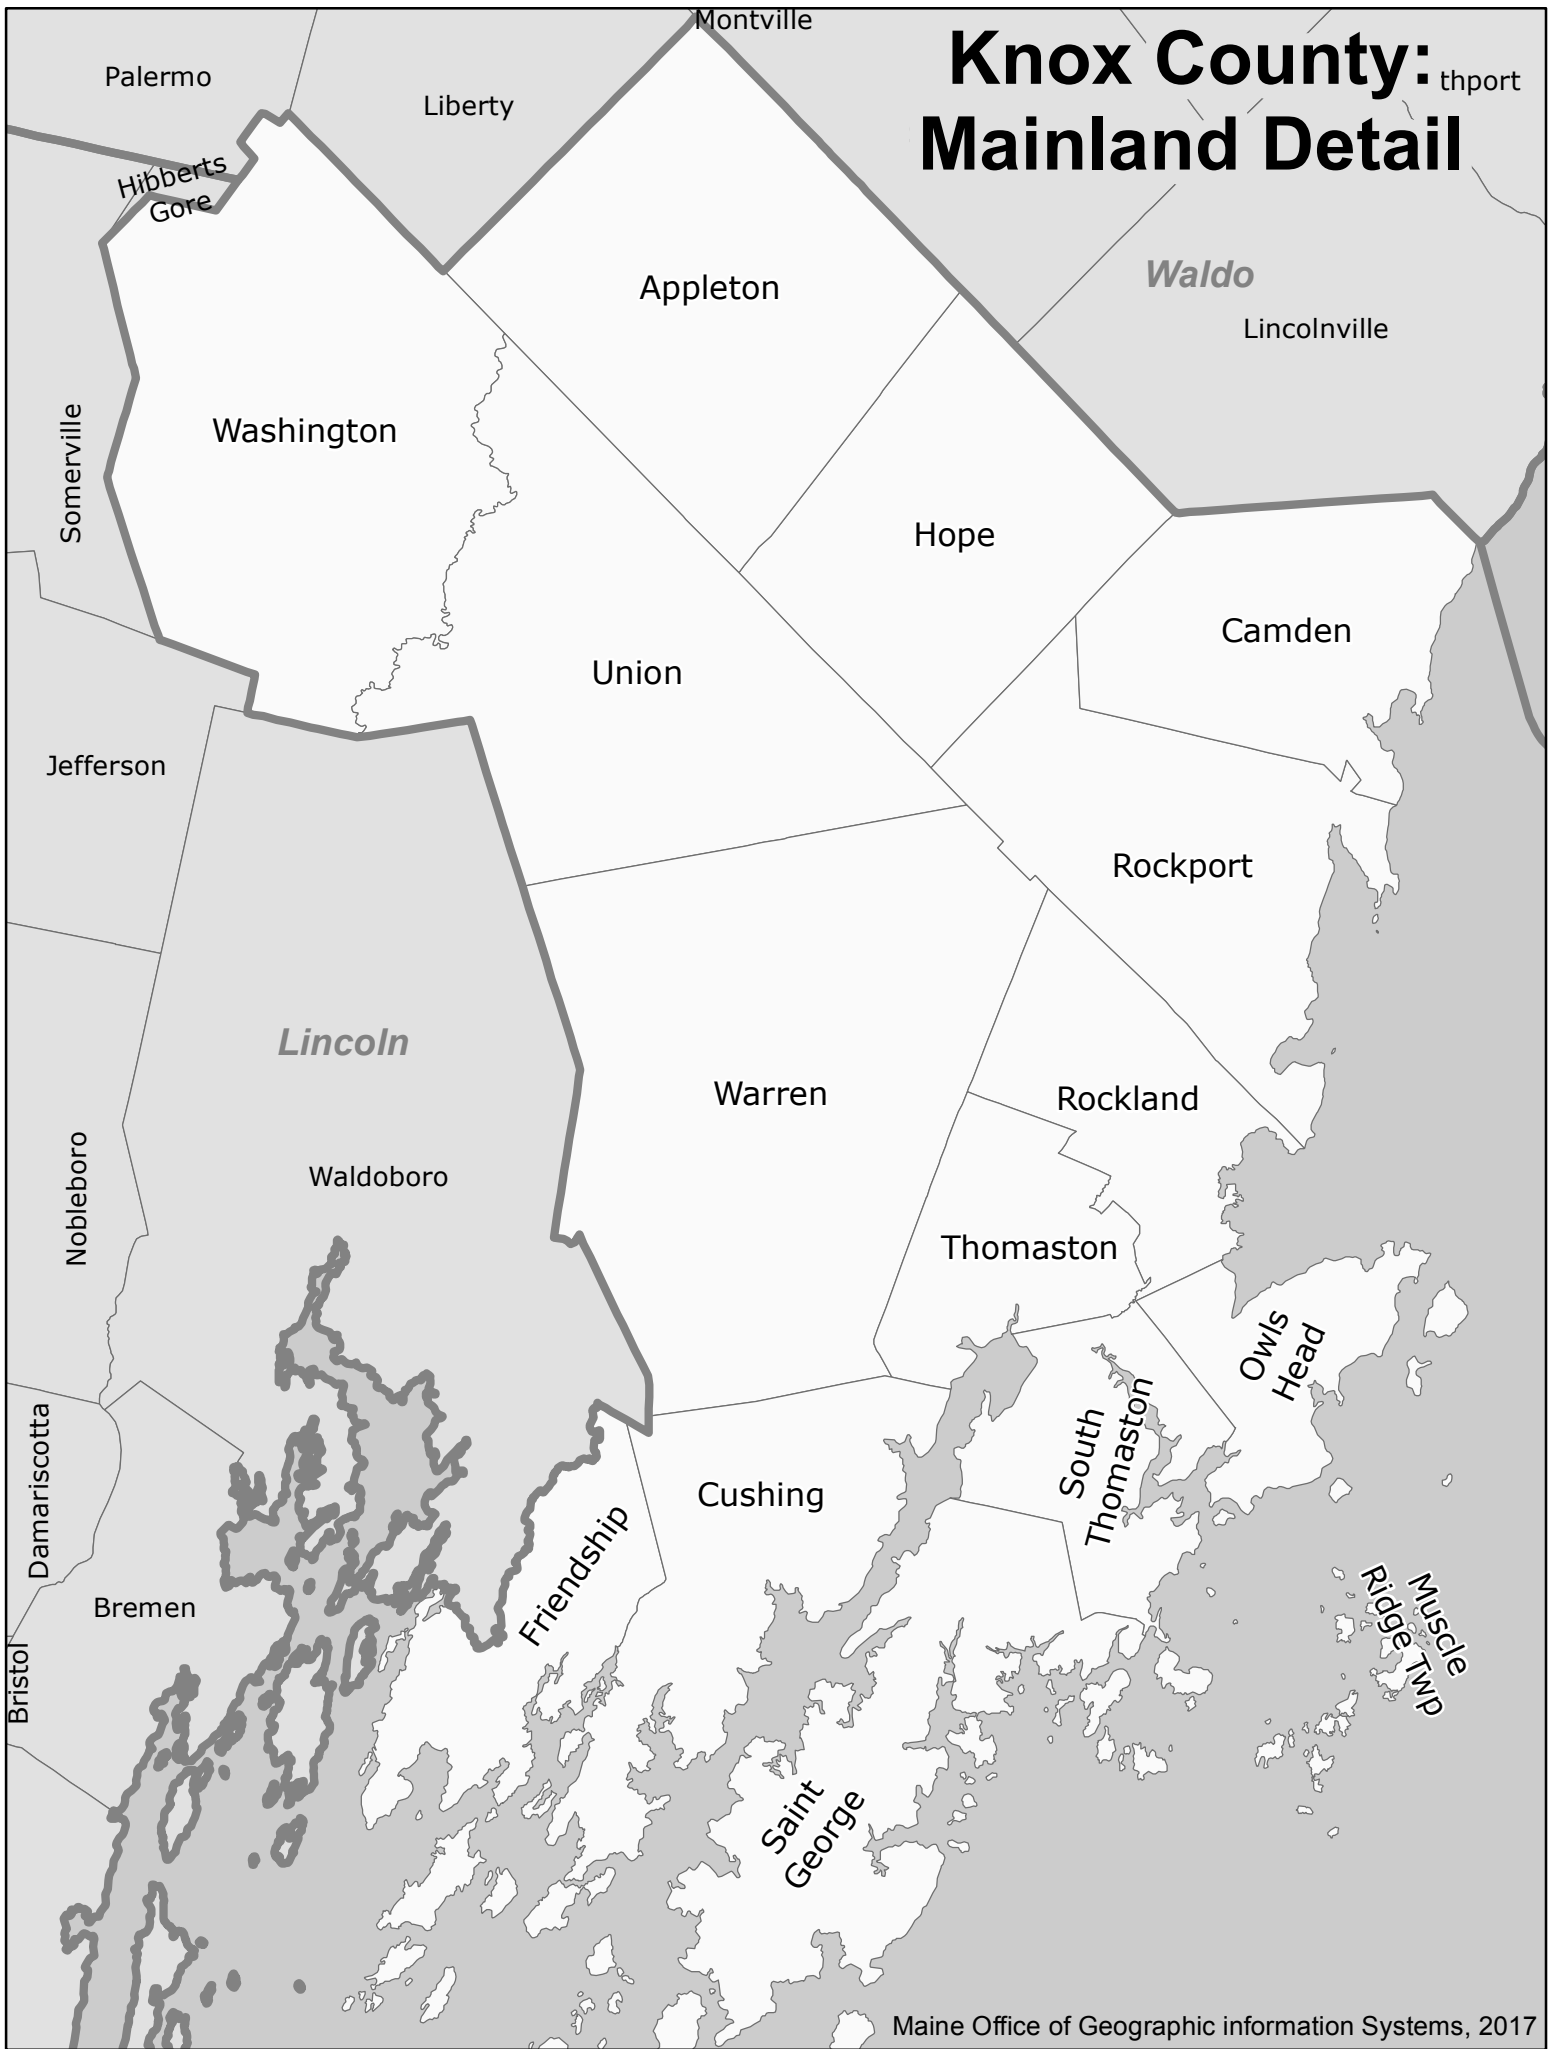 Montville
Knox County:
Mainland Detail
Palermo
Liberty
thport
Hibberts
Gore
Waldo
Appleton
Lincolnville
Washington
Somerville
Hope
Camden
Union
Jefferson
Rockport
Lincoln
Warren
Rockland
Waldoboro
Nobleboro
Thomaston
Owls
Head
South
Thomaston
Damariscotta
Cushing
Friendship
Bremen
Muscle
Ridge Twp
Bristol
Saint
George
Maine Office of Geographic information Systems, 2017